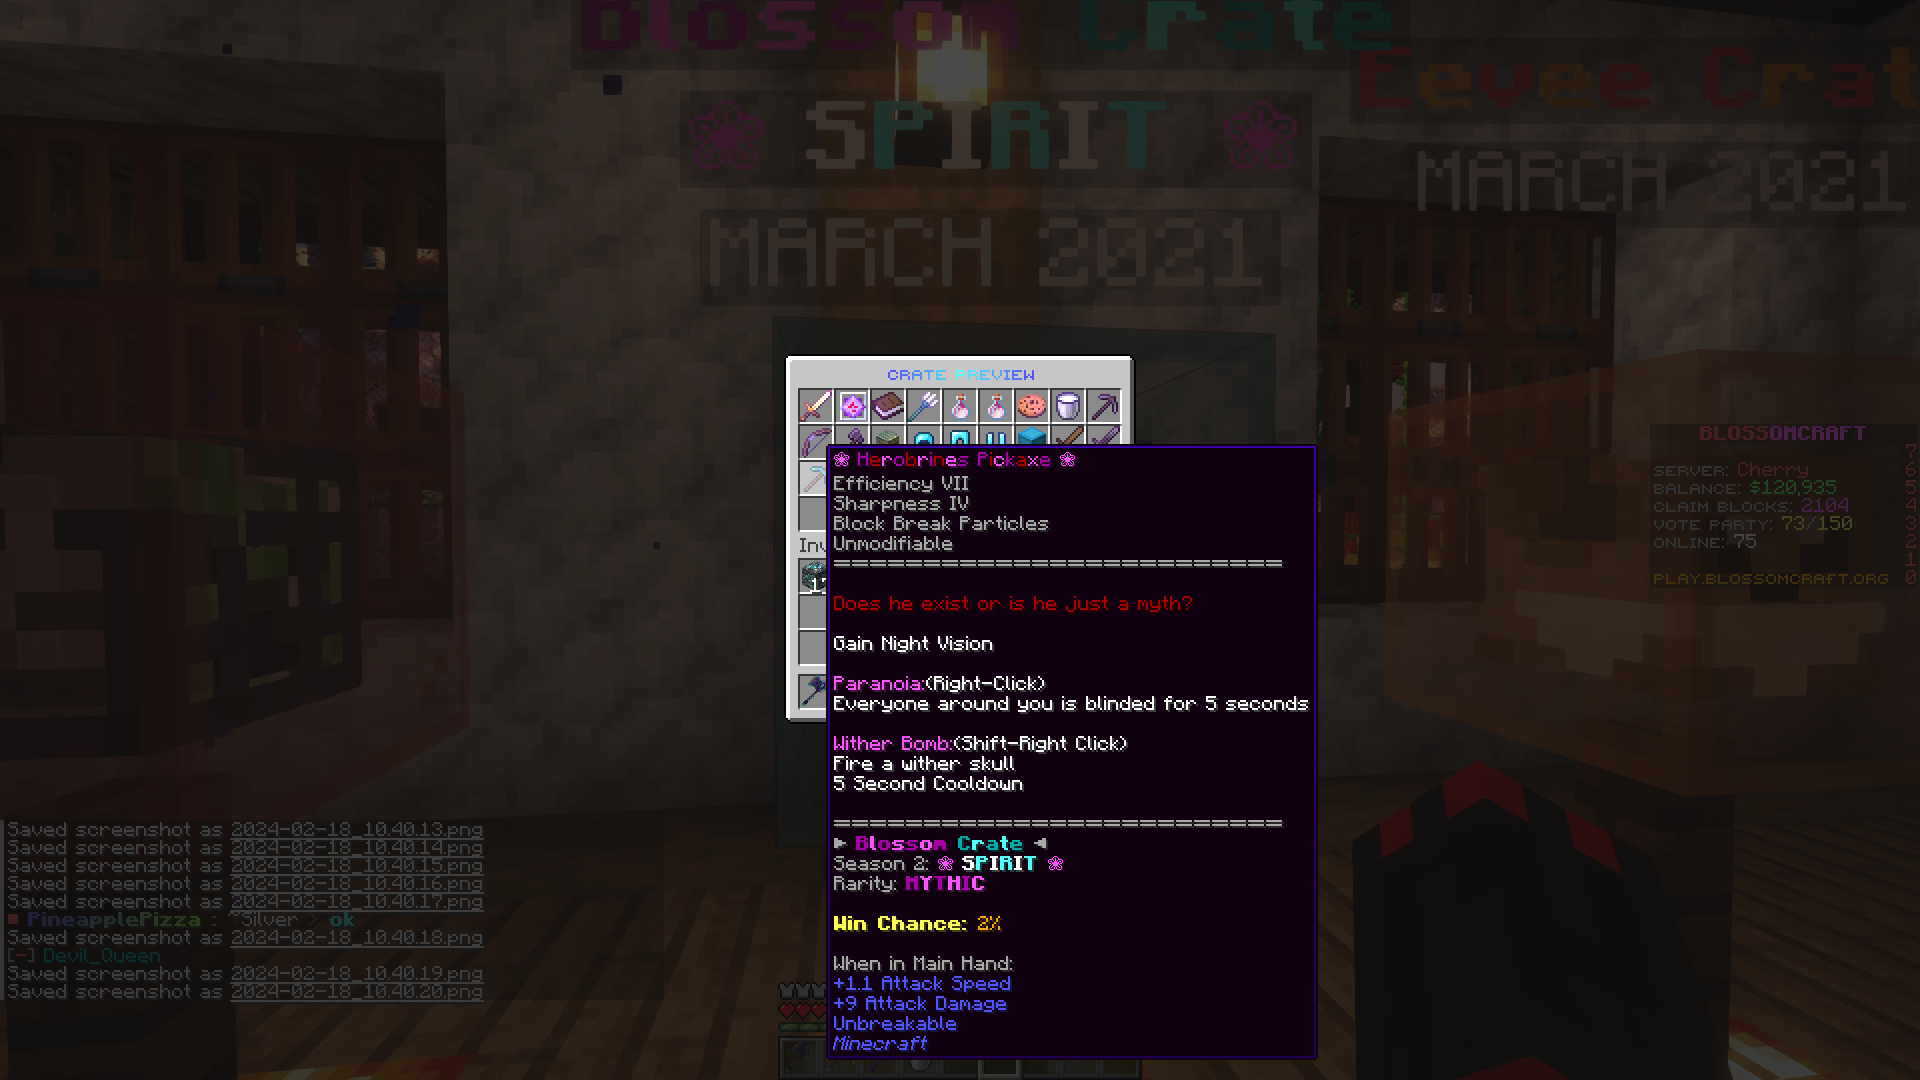 Blossom Crate
Eevee Crat
❀ SPIRIT ❀
MARCH 2021
MARCH 2021
CRATE PREVIEW
❀ Herobrines Pickaxe ❀
Efficiency VII
Sharpness IV
Block Break Particles
Unmodifiable
============================
Does he exist or is he just a myth?
Gain Night Vision
Paranoia:(Right-Click)
Everyone around you is blinded for 5 seconds
Wither Bomb:(Shift-Right Click)
Fire a wither skull
5 Second Cooldown
============================
► Blossom Crate ◄
Season 2: ❀ SPIRIT ❀
Rarity: MYTHIC
Win Chance: 2%
When in Main Hand:
+1.1 Attack Speed
+9 Attack Damage
Unbreakable
Minecraft
Inv
BLOSSOMCRAFT
7
SERVER: Cherry 6
BALANCE: $120,935 5
CLAIM BLOCKS: 2104 4
VOTE PARTY: 73/150 3
ONLINE: 75 2
1
PLAY.BLOSSOMCRAFT.ORG 0
Saved screenshot as 2024-02-18_10.40.13.png
Saved screenshot as 2024-02-18_10.40.14.png
Saved screenshot as 2024-02-18_10.40.15.png
Saved screenshot as 2024-02-18_10.40.16.png
Saved screenshot as 2024-02-18_10.40.17.png
PineapplePizza : ~Silver > ok
Saved screenshot as 2024-02-18_10.40.18.png
[-] Devil_Queen
Saved screenshot as 2024-02-18_10.40.19.png
Saved screenshot as 2024-02-18_10.40.20.png